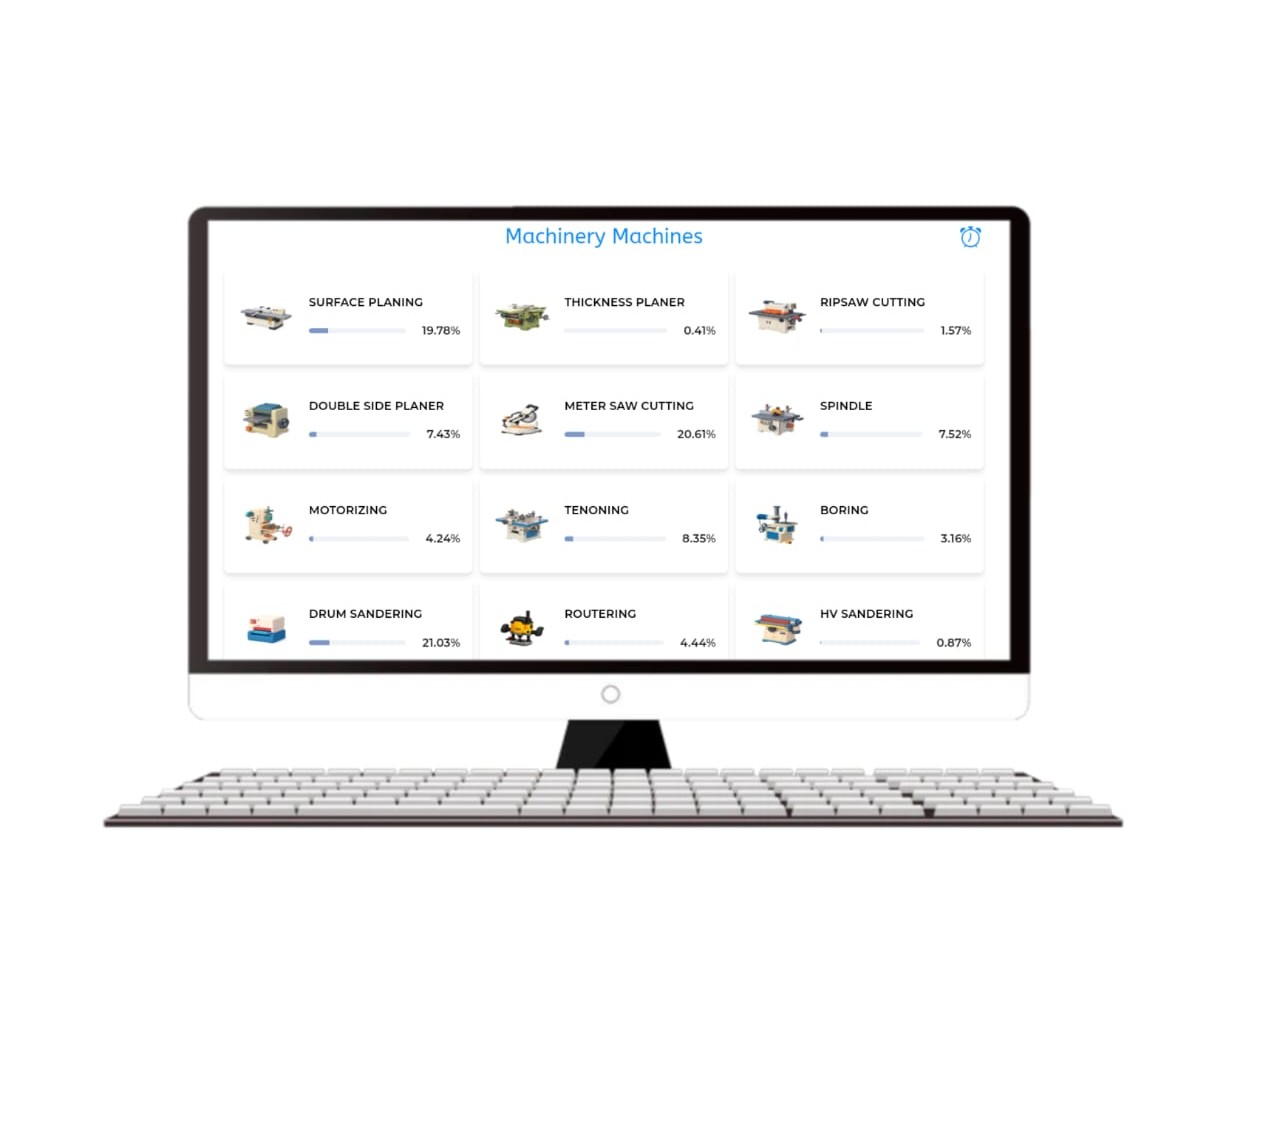 Machinery Machines
SURFACE PLANING
19.78%
THICKNESS PLANER
0.41%
RIPSAW CUTTING
1.57%
DOUBLE SIDE PLANER
7.43%
METER SAW CUTTING
20.61%
SPINDLE
7.52%
MOTORIZING
4.24%
TENONING
8.35%
BORING
3.16%
DRUM SANDERING
21.03%
ROUTERING
4.44%
HV SANDERING
0.87%